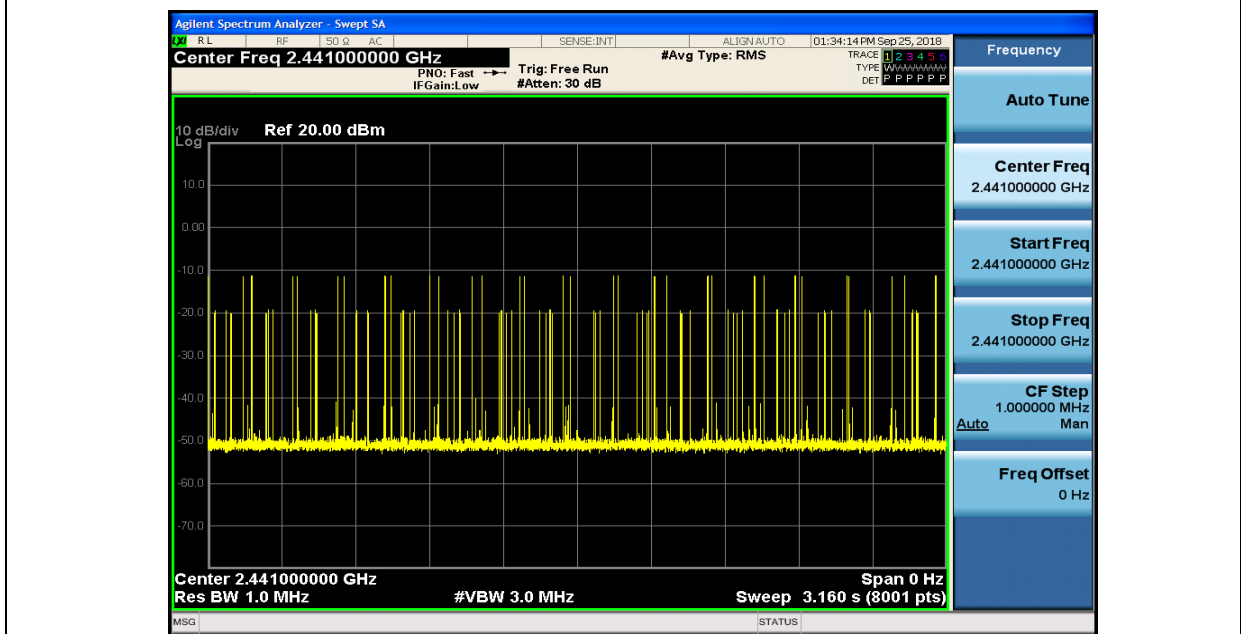 Agilent Spectrum Analyzer - Swept SA
LXI RL RF 50 Ω AC SENSE:INT ALIGN AUTO 01:34:14 PM Sep 25, 2018
Center Freq 2.441000000 GHz
PNO: Fast
IFGain:Low
Trig: Free Run
#Atten: 30 dB
#Avg Type: RMS
TRACE 1 2 3 4 5 6
TYPE WWWWWW
DET P P P P P P
10 dB/div Ref 20.00 dBm
Log
10.0
0.00
-10.0
-20.0
-30.0
-40.0
-50.0
-60.0
-70.0
Center 2.441000000 GHz Span 0 Hz
Res BW 1.0 MHz #VBW 3.0 MHz Sweep 3.160 s (8001 pts)
MSG STATUS
Frequency
Auto Tune
Center Freq
2.441000000 GHz
Start Freq
2.441000000 GHz
Stop Freq
2.441000000 GHz
CF Step
1.000000 MHz
Auto Man
Freq Offset
0 Hz